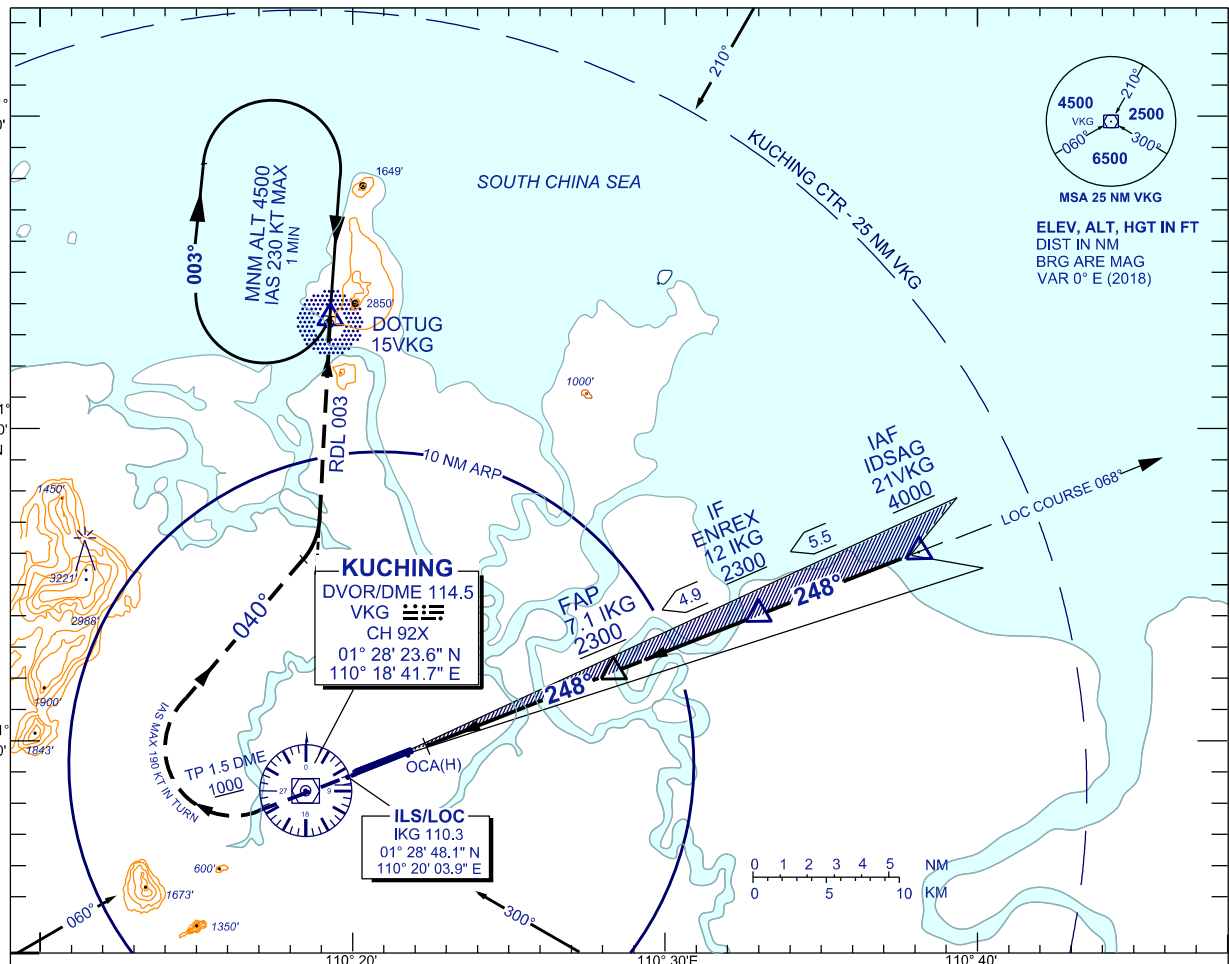 210°
4500
VKG
2500
210°
060°
300°
6500
MSA 25 NM VKG
ELEV, ALT, HGT IN FT
DIST IN NM
BRG ARE MAG
VAR 0° E (2018)
KUCHING CTR - 25 NM VKG
SOUTH CHINA SEA
1649'
003°
MNM ALT 4500
IAS 230 KT MAX
1 MIN
2850'
DOTUG
15VKG
1000'
RDL 003
10 NM ARP
IAF
IDSAG
21VKG
4000
LOC COURSE 068°
IF
ENREX
12 IKG
2300
5.5
4.9
248°
FAP
7.1 IKG
2300
248°
1450'
3221'
2988'
1900'
1843'
040°
KUCHING
DVOR/DME 114.5
VKG
CH 92X
01° 28' 23.6" N
110° 18' 41.7" E
IAS MAX 190 KT IN TURN
TP 1.5 DME
1000
0
9
18
27
OCA(H)
ILS/LOC
IKG 110.3
01° 28' 48.1" N
110° 20' 03.9" E
600'
1673'
1350'
060°
300°
0 1 2 3 4 5 NM
0 5 10 KM
110° 20'
110° 30'E
110° 40'